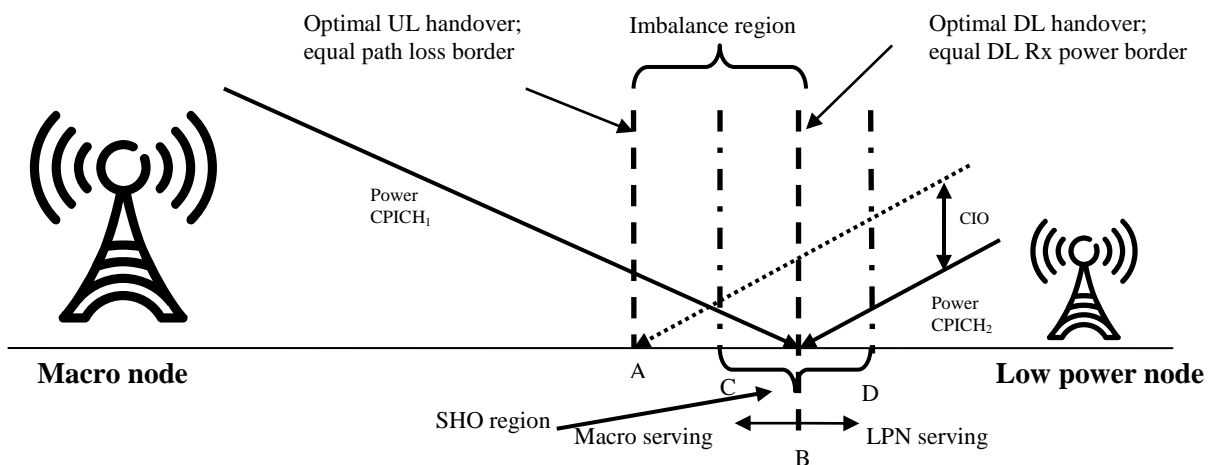 Optimal UL handover;
equal path loss border
Imbalance region
Optimal DL handover;
equal DL Rx power border
Power
CPICH₁
CIO
Power
CPICH₂
Macro node
A
C
D
Low power node
SHO region
Macro serving
LPN serving
B